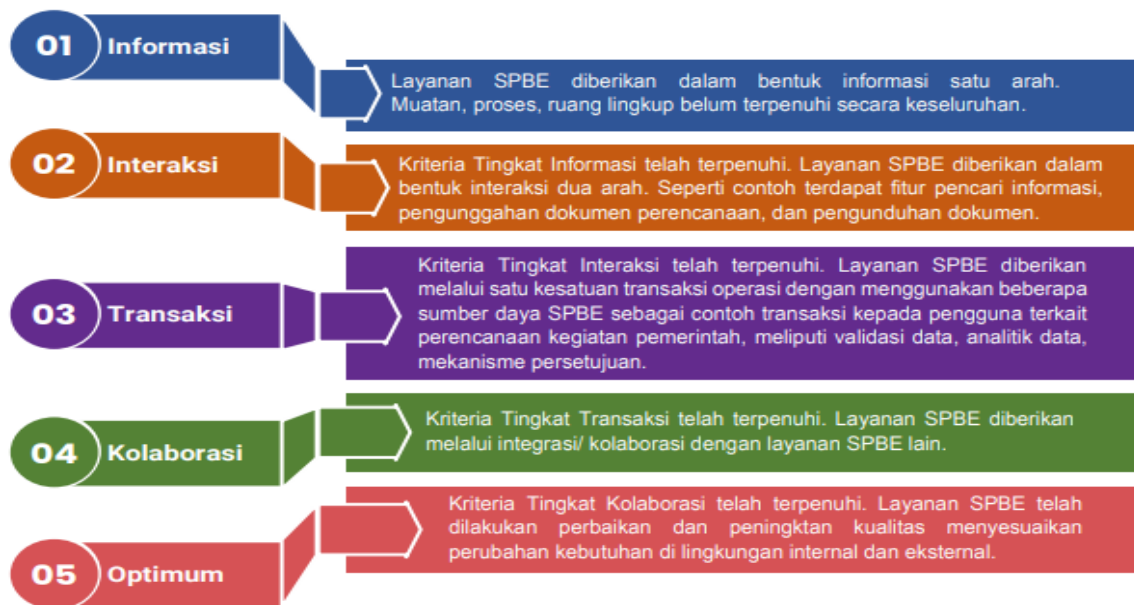 01 Informasi
Layanan SPBE diberikan dalam bentuk informasi satu arah.
Muatan, proses, ruang lingkup belum terpenuhi secara keseluruhan.
02 Interaksi
Kriteria Tingkat Informasi telah terpenuhi. Layanan SPBE diberikan dalam
bentuk interaksi dua arah. Seperti contoh terdapat fitur pencari informasi,
pengunggahan dokumen perencanaan, dan pengunduhan dokumen.
03 Transaksi
Kriteria Tingkat Interaksi telah terpenuhi. Layanan SPBE diberikan
melalui satu kesatuan transaksi operasi dengan menggunakan beberapa
sumber daya SPBE sebagai contoh transaksi kepada pengguna terkait
perencanaan kegiatan pemerintah, meliputi validasi data, analitik data,
mekanisme persetujuan.
04 Kolaborasi
Kriteria Tingkat Transaksi telah terpenuhi. Layanan SPBE diberikan
melalui integrasi/ kolaborasi dengan layanan SPBE lain.
05 Optimum
Kriteria Tingkat Kolaborasi telah terpenuhi. Layanan SPBE telah
dilakukan perbaikan dan peningktan kualitas menyesuaikan
perubahan kebutuhan di lingkungan internal dan eksternal.